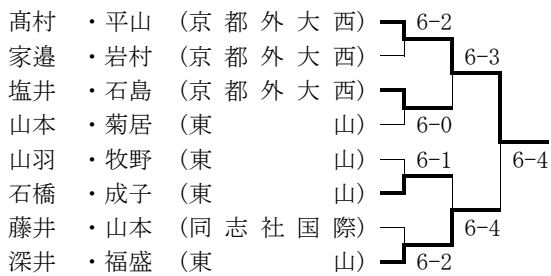 髙村 ・平山 (京都外大西) 6-2
家邉 ・岩村 (京都外大西) 6-3
塩井 ・石島 (京都外大西)
山本 ・菊居 (東山) 6-0
山羽 ・牧野 (東山) 6-1 6-4
石橋 ・成子 (東山)
藤井 ・山本 (同志社国際) 6-4
深井 ・福盛 (東山) 6-2